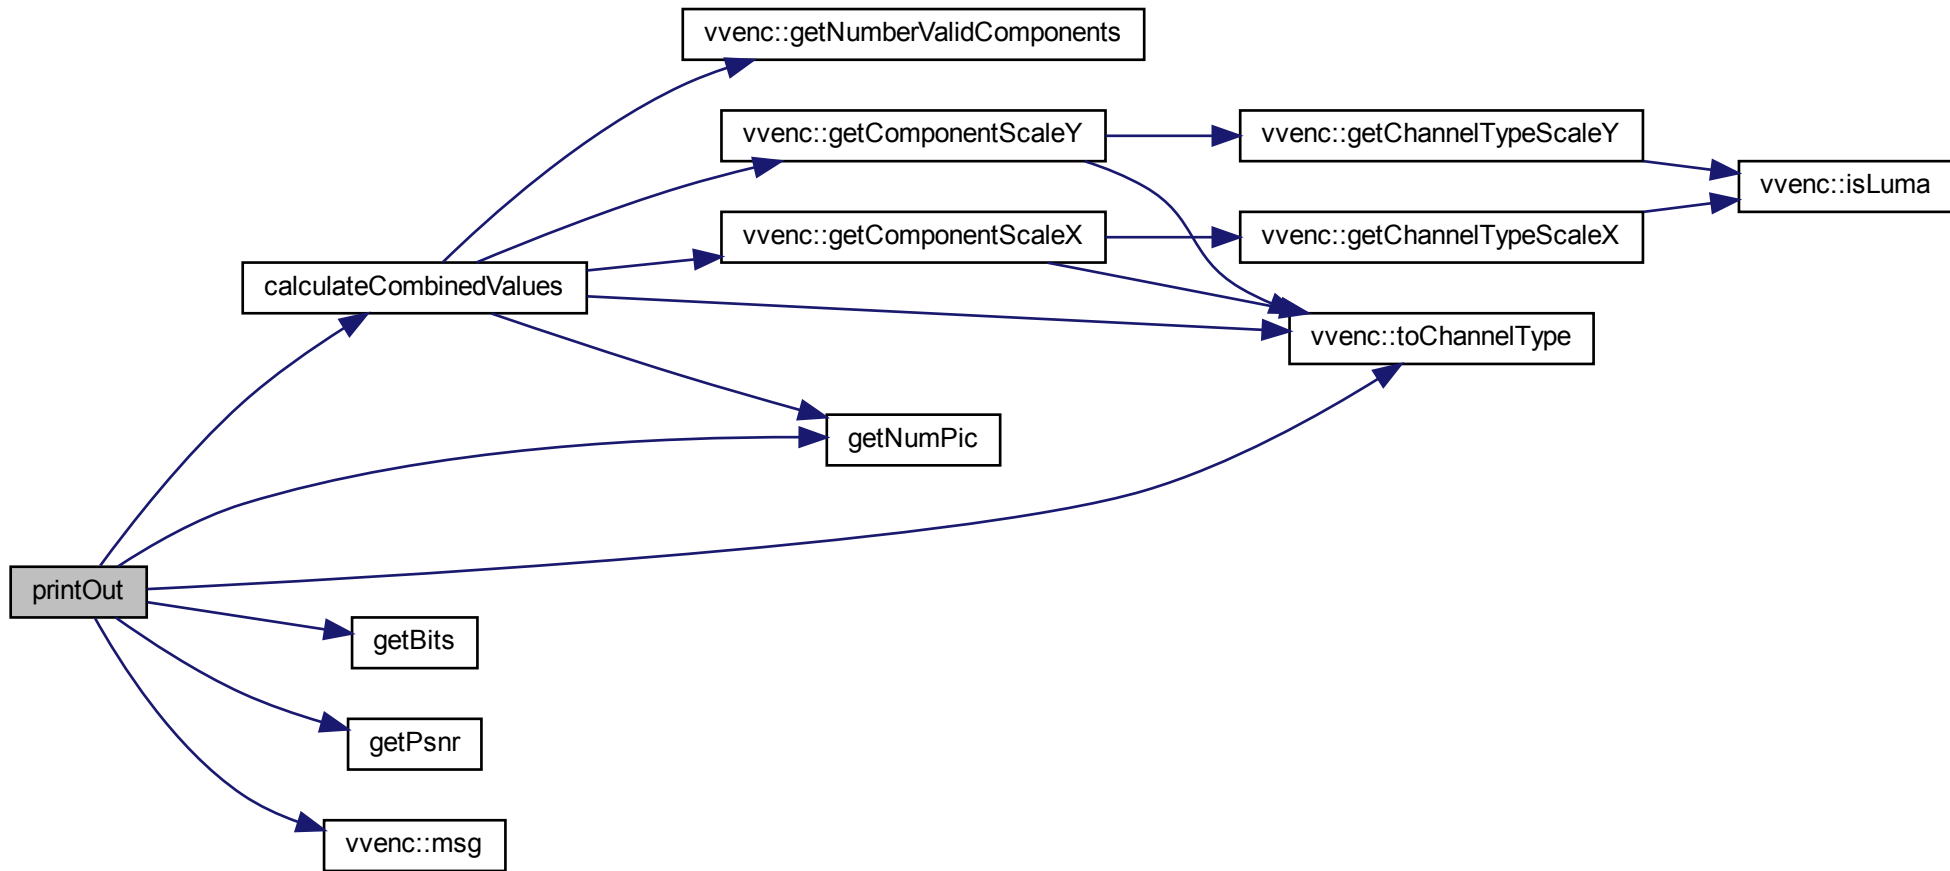 vvenc::getNumberValidComponents
vvenc::getComponentScaleY
vvenc::getChannelTypeScaleY
vvenc::isLuma
vvenc::getComponentScaleX
vvenc::getChannelTypeScaleX
calculateCombinedValues
vvenc::toChannelType
getNumPic
printOut
getBits
getPsnr
vvenc::msg